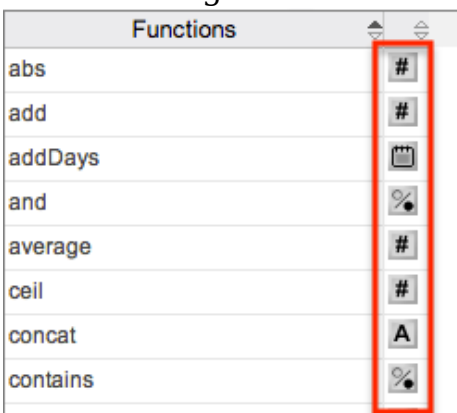 Functions
abs #
add #
addDays
and
average #
ceil #
concat A
contains